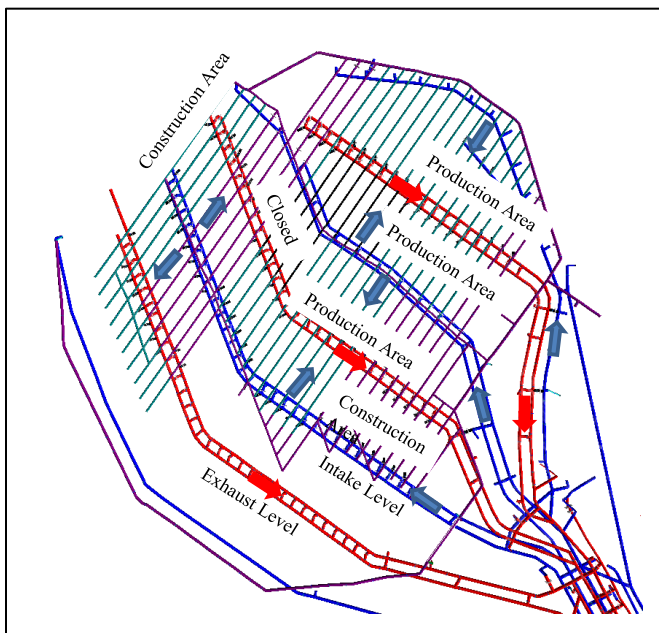 Construction Area
Production Area
Closed
Production Area
Production Area
Construction
Area
Intake Level
Exhaust Level